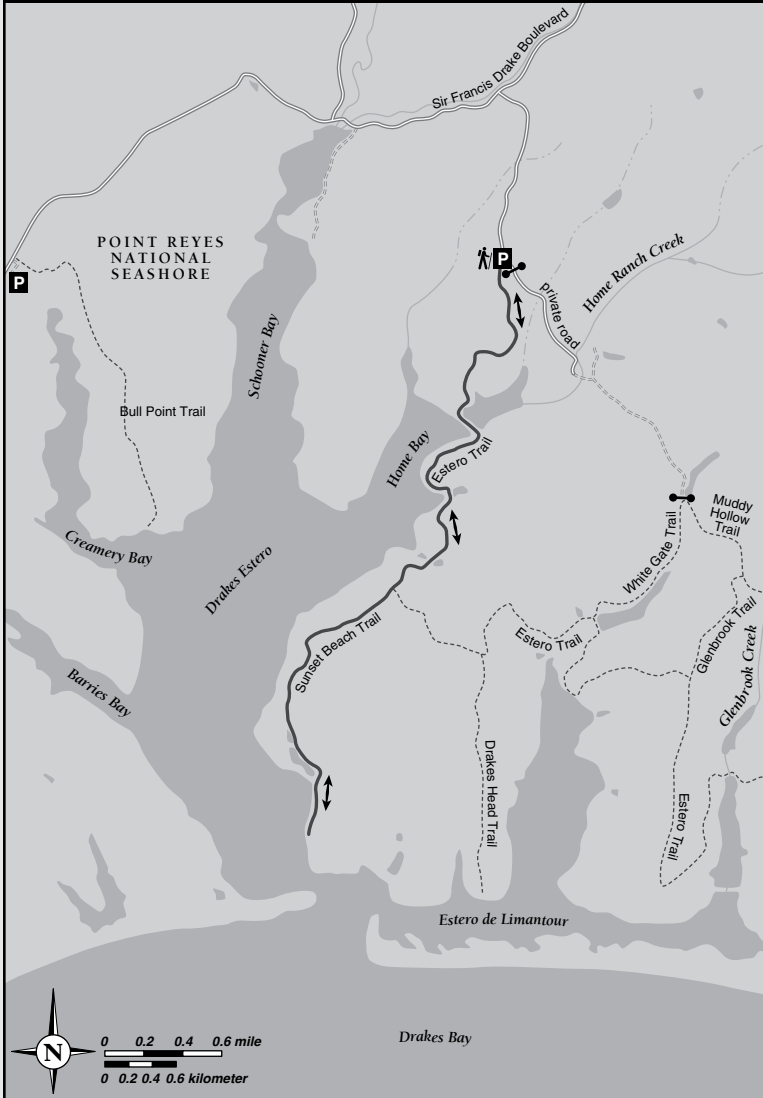 Sir Francis Drake Boulevard
POINT REYES
NATIONAL
SEASHORE
P
P
private road
Home Ranch Creek
Schooner Bay
Bull Point Trail
Home Bay
Estero Trail
Muddy
Hollow
Trail
Creamery Bay
Drakes Estero
White Gate Trail
Glenbrook Trail
Estero Trail
Sunset Beach Trail
Glenbrook Creek
Barries Bay
Drakes Head Trail
Estero Trail
Estero de Limantour
N
0 0.2 0.4 0.6 mile
0 0.2 0.4 0.6 kilometer
Drakes Bay